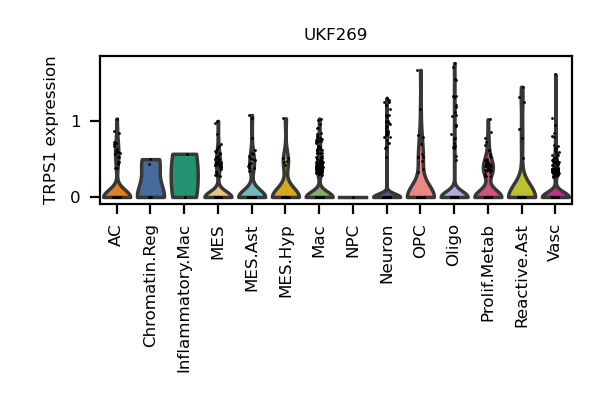 UKF269
TRPS1 expression
1
0
AC
Chromatin.Reg
Inflammatory.Mac
MES
MES.Ast
MES.Hyp
Mac
NPC
Neuron
OPC
Oligo
Prolif.Metab
Reactive.Ast
Vasc